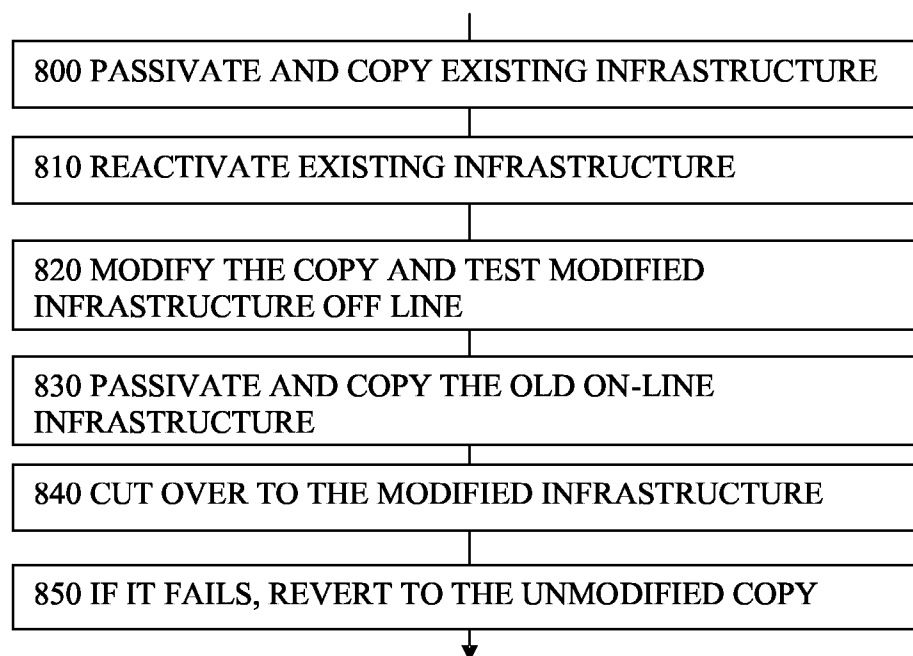 800 PASSIVATE AND COPY EXISTING INFRASTRUCTURE
810 REACTIVATE EXISTING INFRASTRUCTURE
820 MODIFY THE COPY AND TEST MODIFIED
INFRASTRUCTURE OFF LINE
830 PASSIVATE AND COPY THE OLD ON-LINE
INFRASTRUCTURE
840 CUT OVER TO THE MODIFIED INFRASTRUCTURE
850 IF IT FAILS, REVERT TO THE UNMODIFIED COPY